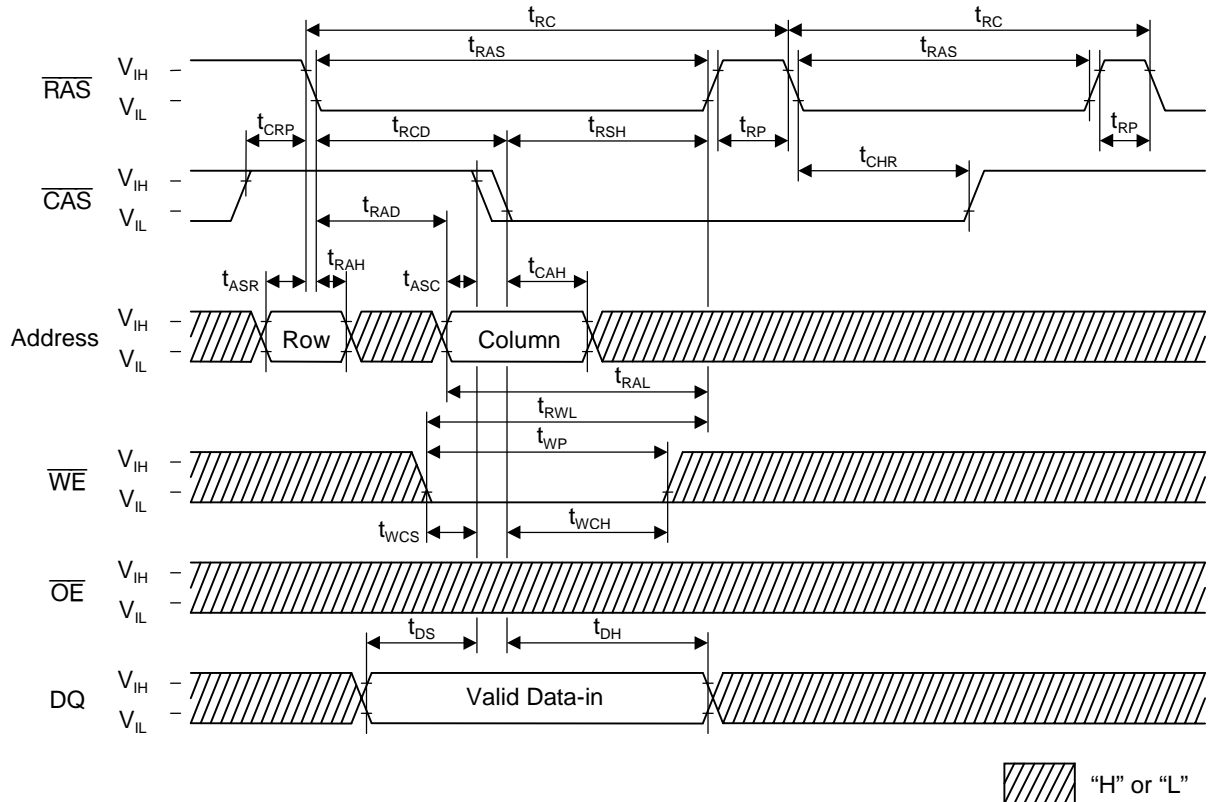 tRC tRC
tRAS tRAS
RAS VIH
VIL
tCRP tRCD tRSH tRP tCHR tRP
CAS VIH
VIL
tRAD
tASR tRAH tASC tCAH
Address VIH
VIL
Row Column
tRAL
tRWL
tWP
WE VIH
VIL
tWCS tWCH
OE VIH
VIL
tDS tDH
DQ VIH
VIL
Valid Data-in
“H” or “L”